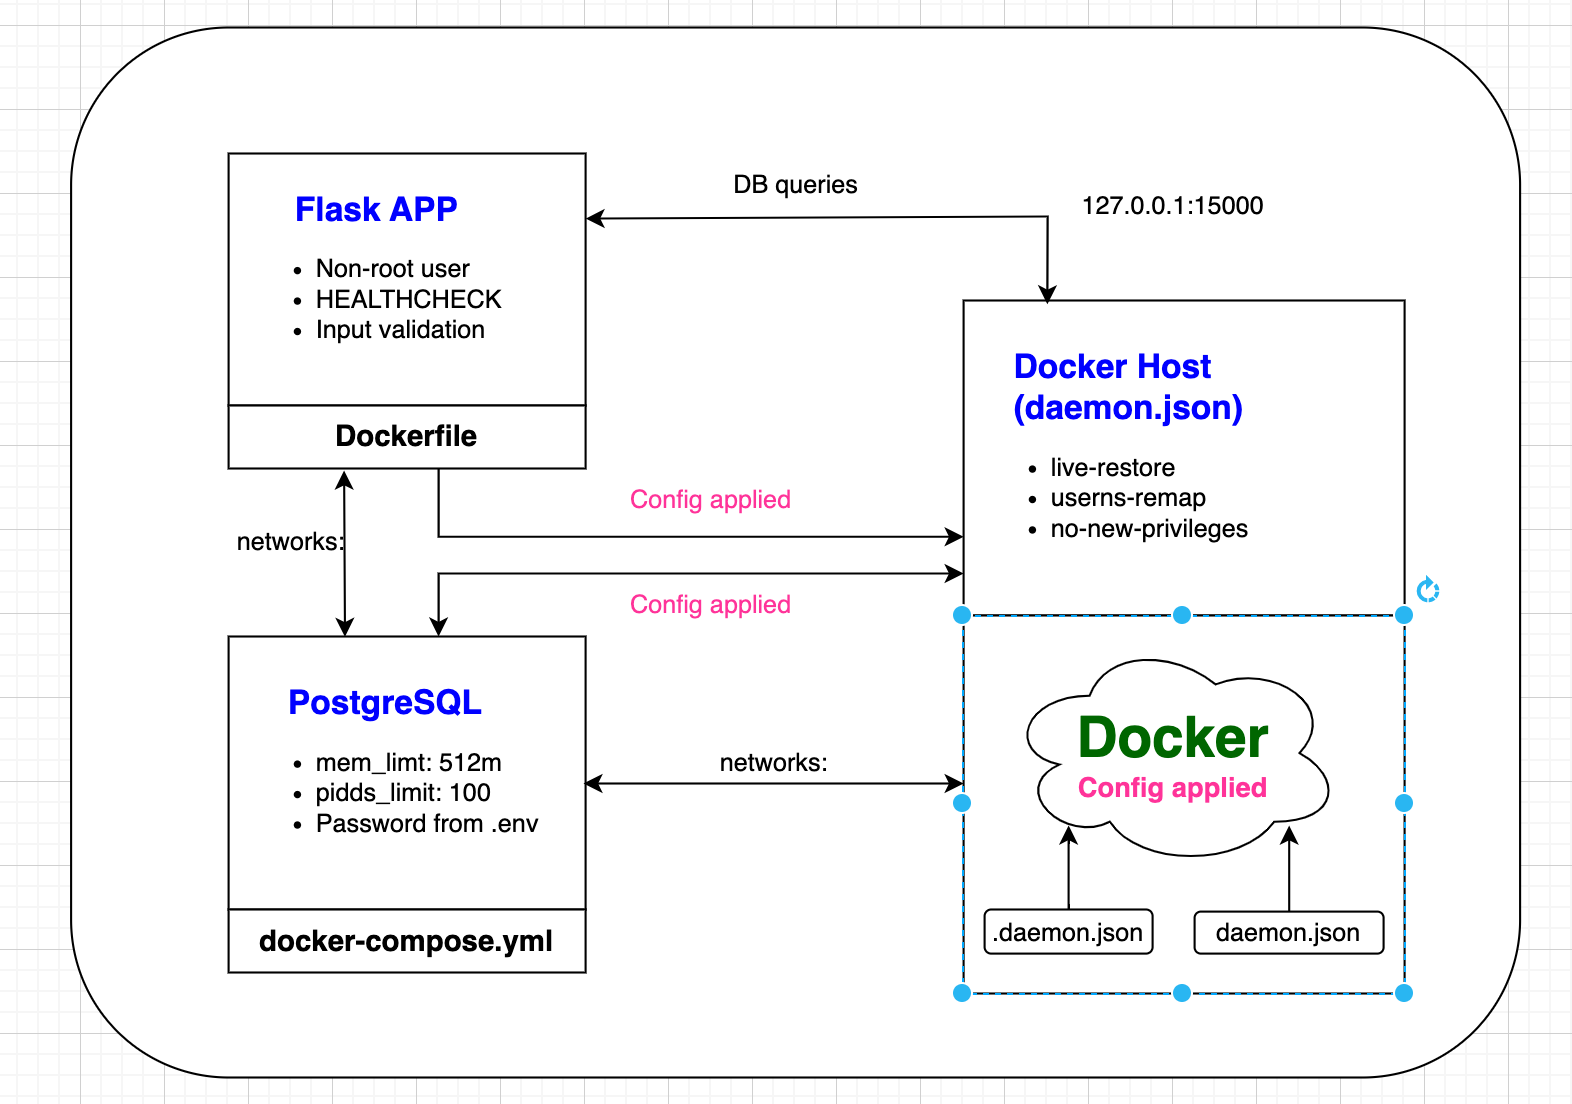 Flask APP
• Non-root user
• HEALTHCHECK
• Input validation
Dockerfile
DB queries
127.0.0.1:15000
Docker Host
(daemon.json)
• live-restore
• userns-remap
• no-new-privileges
networks:
Config applied
Config applied
PostgreSQL
• mem_limt: 512m
• pidds_limit: 100
• Password from .env
docker-compose.yml
networks:
Docker
Config applied
.daemon.json
daemon.json